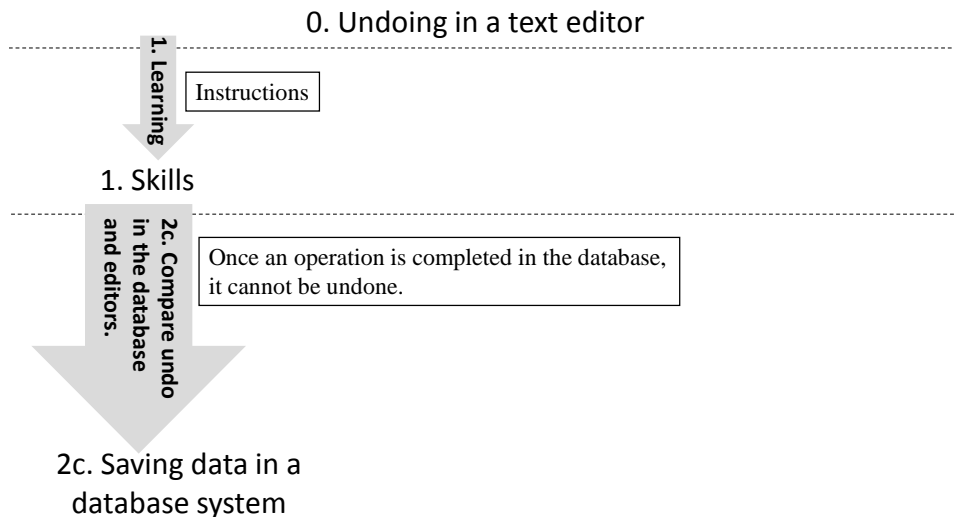 0. Undoing in a text editor
1. Learning
Instructions
1. Skills
2c. Compare undo
in the database
and editors.
Once an operation is completed in the database,
it cannot be undone.
2c. Saving data in a
database system